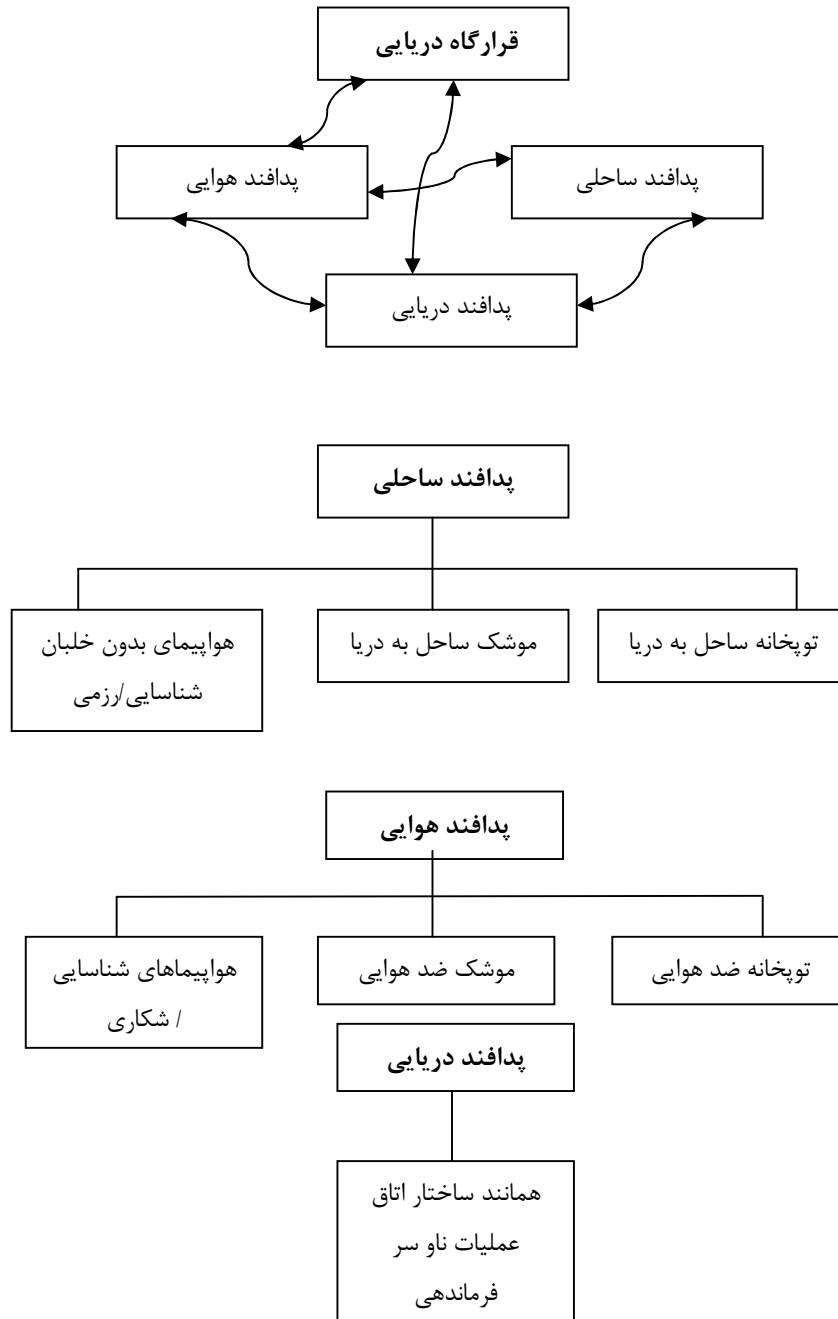 قرارگاه دریایی
پدافند ساحلی
پدافند هوایی
پدافند دریایی
پدافند ساحلی
توپخانه ساحل به دریا
موشک ساحل به دریا
هواپیمای بدون خلبان
شناسایی/رزمی
پدافند هوایی
توپخانه ضد هوایی
موشک ضد هوایی
هواپیماهای شناسایی
/ شکاری
پدافند دریایی
همانند ساختار اتاق
عملیات ناو سر
فرماندهی